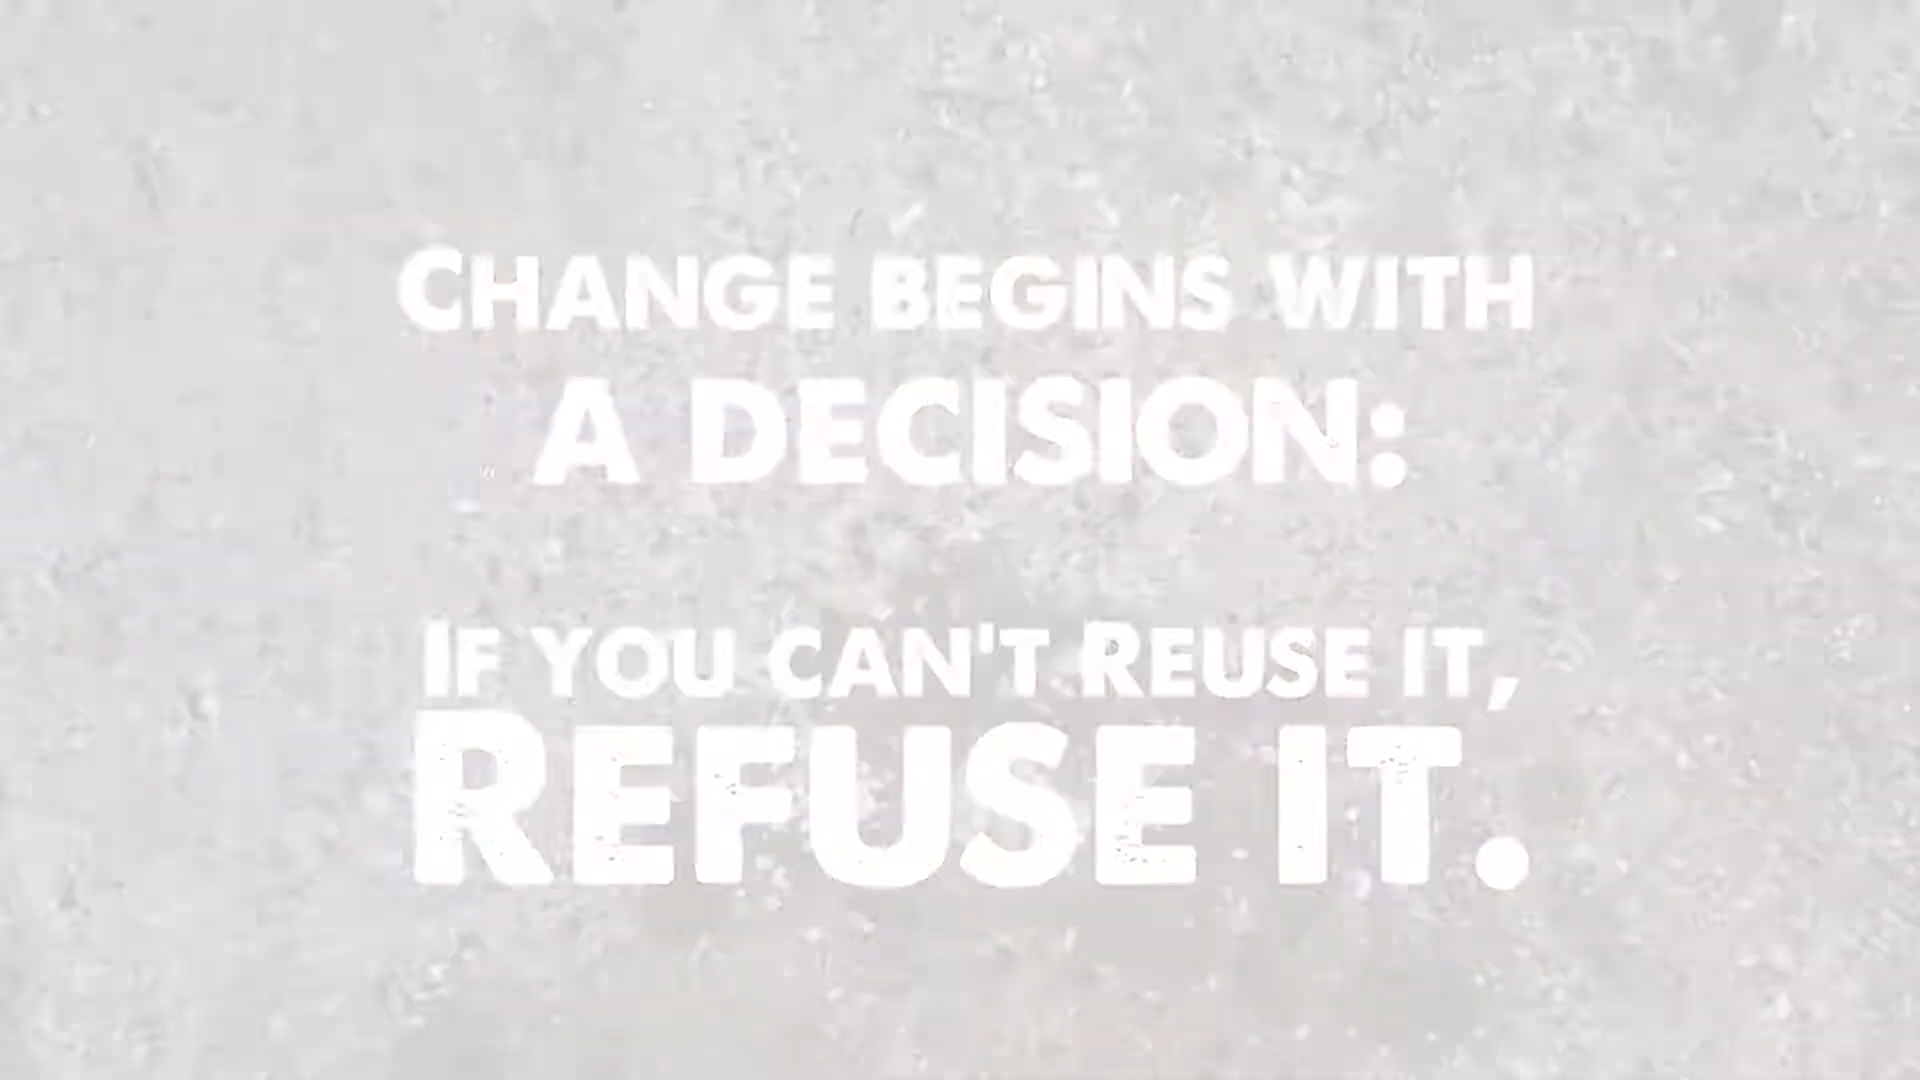 CHANGE BEGINS WITH
A DECISION:
IF YOU CAN'T REUSE IT,
REFUSE IT.